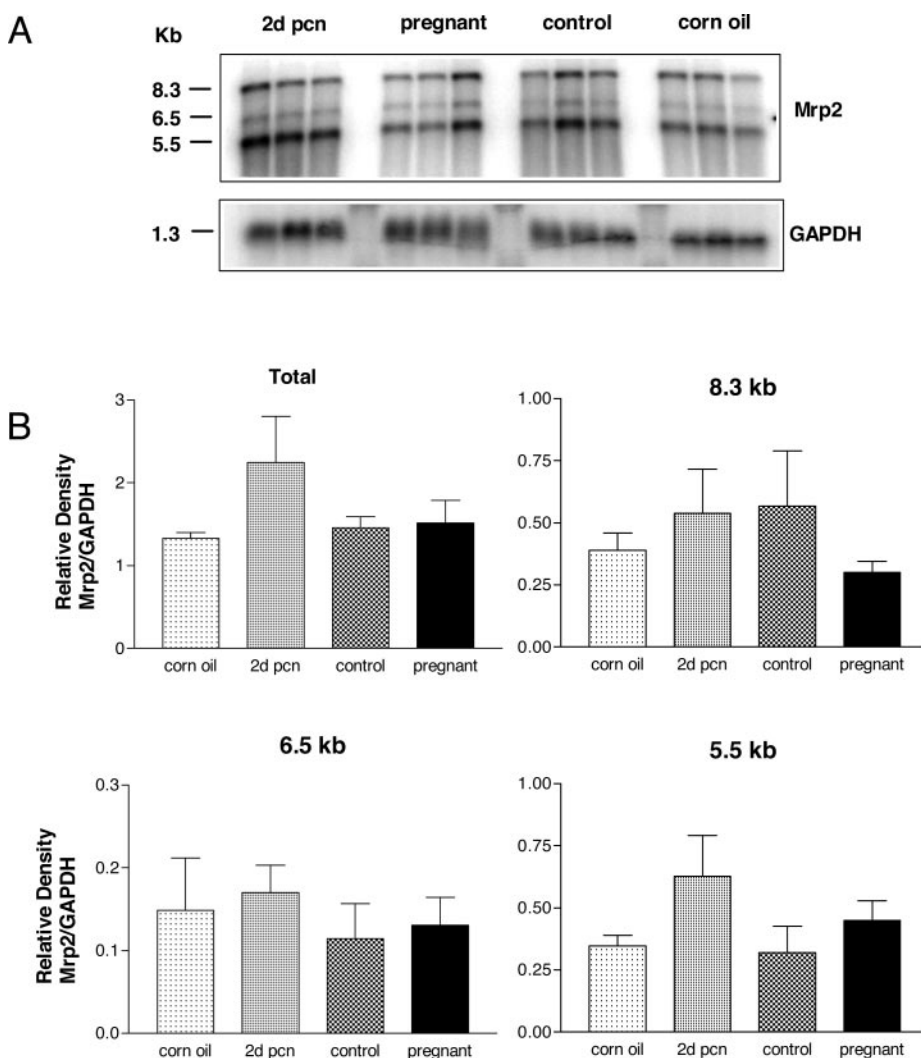 A
Kb
2d pcn pregnant control corn oil
8.3
6.5
5.5
Mrp2
1.3
GAPDH
B
Total
Relative Density
Mrp2/GAPDH
3
2
1
0
corn oil 2d pcn control pregnant
8.3 kb
1.00
0.75
0.50
0.25
0.00
corn oil 2d pcn control pregnant
6.5 kb
Relative Density
Mrp2/GAPDH
0.3
0.2
0.1
0.0
corn oil 2d pcn control pregnant
5.5 kb
1.00
0.75
0.50
0.25
0.00
corn oil 2d pcn control pregnant